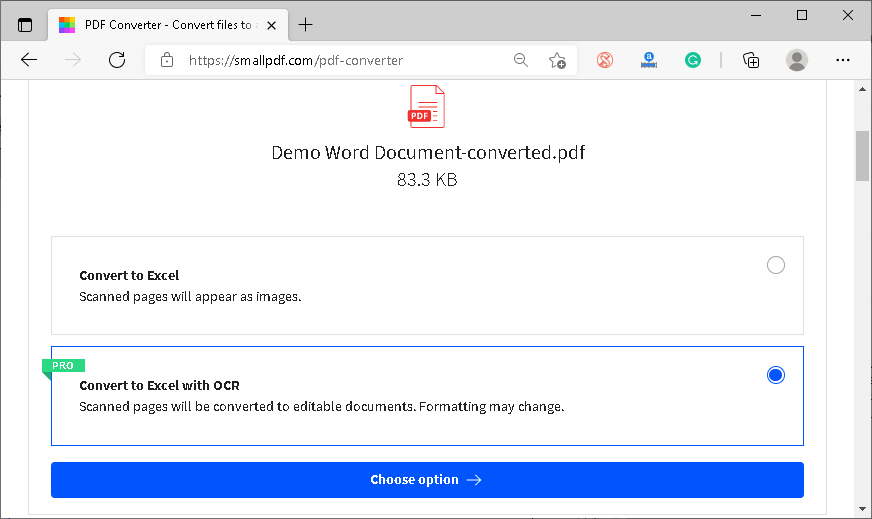 PDF Converter - Convert files to
https://smallpdf.com/pdf-converter
PDF
Demo Word Document-converted.pdf
83.3 KB
Convert to Excel
Scanned pages will appear as images.
PRO
Convert to Excel with OCR
Scanned pages will be converted to editable documents. Formatting may change.
Choose option →